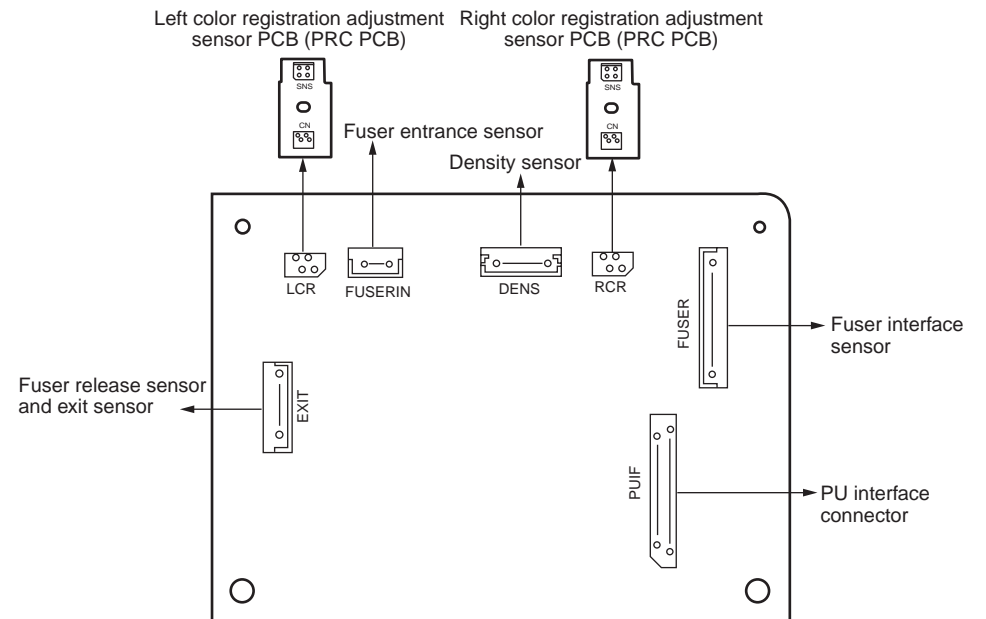 Left color registration adjustment
sensor PCB (PRC PCB)
Right color registration adjustment
sensor PCB (PRC PCB)
SNS
CN
SNS
CN
Fuser entrance sensor
Density sensor
LCR
FUSERIN
DENS
RCR
FUSER
Fuser interface
sensor
Fuser release sensor
and exit sensor
EXIT
PUIF
PU interface
connector